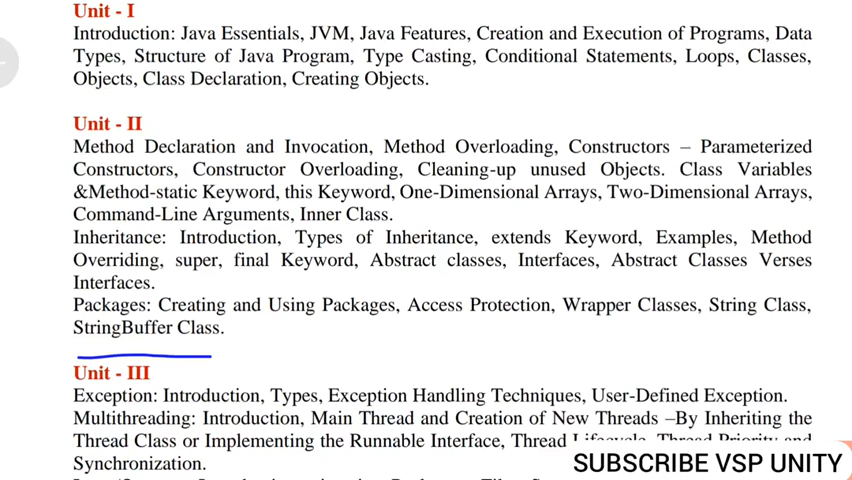 Unit - I
Introduction: Java Essentials, JVM, Java Features, Creation and Execution of Programs, Data
Types, Structure of Java Program, Type Casting, Conditional Statements, Loops, Classes,
Objects, Class Declaration, Creating Objects.
Unit - II
Method Declaration and Invocation, Method Overloading, Constructors – Parameterized
Constructors, Constructor Overloading, Cleaning-up unused Objects. Class Variables
&Method-static Keyword, this Keyword, One-Dimensional Arrays, Two-Dimensional Arrays,
Command-Line Arguments, Inner Class.
Inheritance: Introduction, Types of Inheritance, extends Keyword, Examples, Method
Overriding, super, final Keyword, Abstract classes, Interfaces, Abstract Classes Verses
Interfaces.
Packages: Creating and Using Packages, Access Protection, Wrapper Classes, String Class,
StringBuffer Class.
Unit - III
Exception: Introduction, Types, Exception Handling Techniques, User-Defined Exception.
Multithreading: Introduction, Main Thread and Creation of New Threads –By Inheriting the
Thread Class or Implementing the Runnable Interface, Thread Lifecycle, Thread Priority and
Synchronization.
SUBSCRIBE VSP UNITY